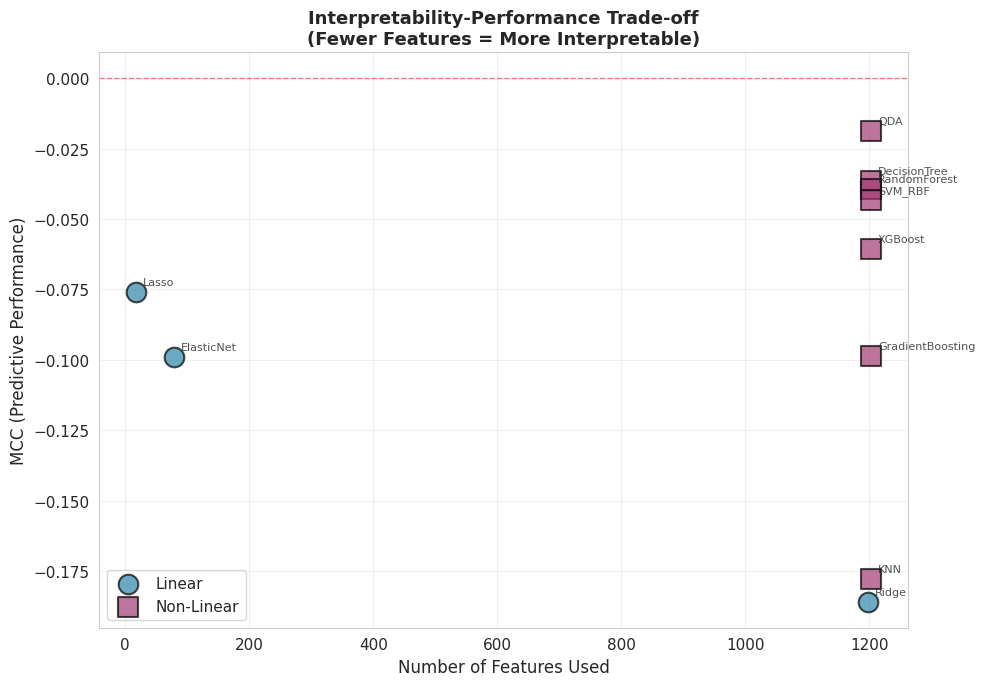 Interpretability-Performance Trade-off
(Fewer Features = More Interpretable)
MCC (Predictive Performance)
0.000
−0.025
−0.050
−0.075
−0.100
−0.125
−0.150
−0.175
QDA
DecisionTree
RandomForest
SVM_RBF
XGBoost
Lasso
ElasticNet
GradientBoosting
KNN
Ridge
Linear
Non-Linear
0
200
400
600
800
1000
1200
Number of Features Used